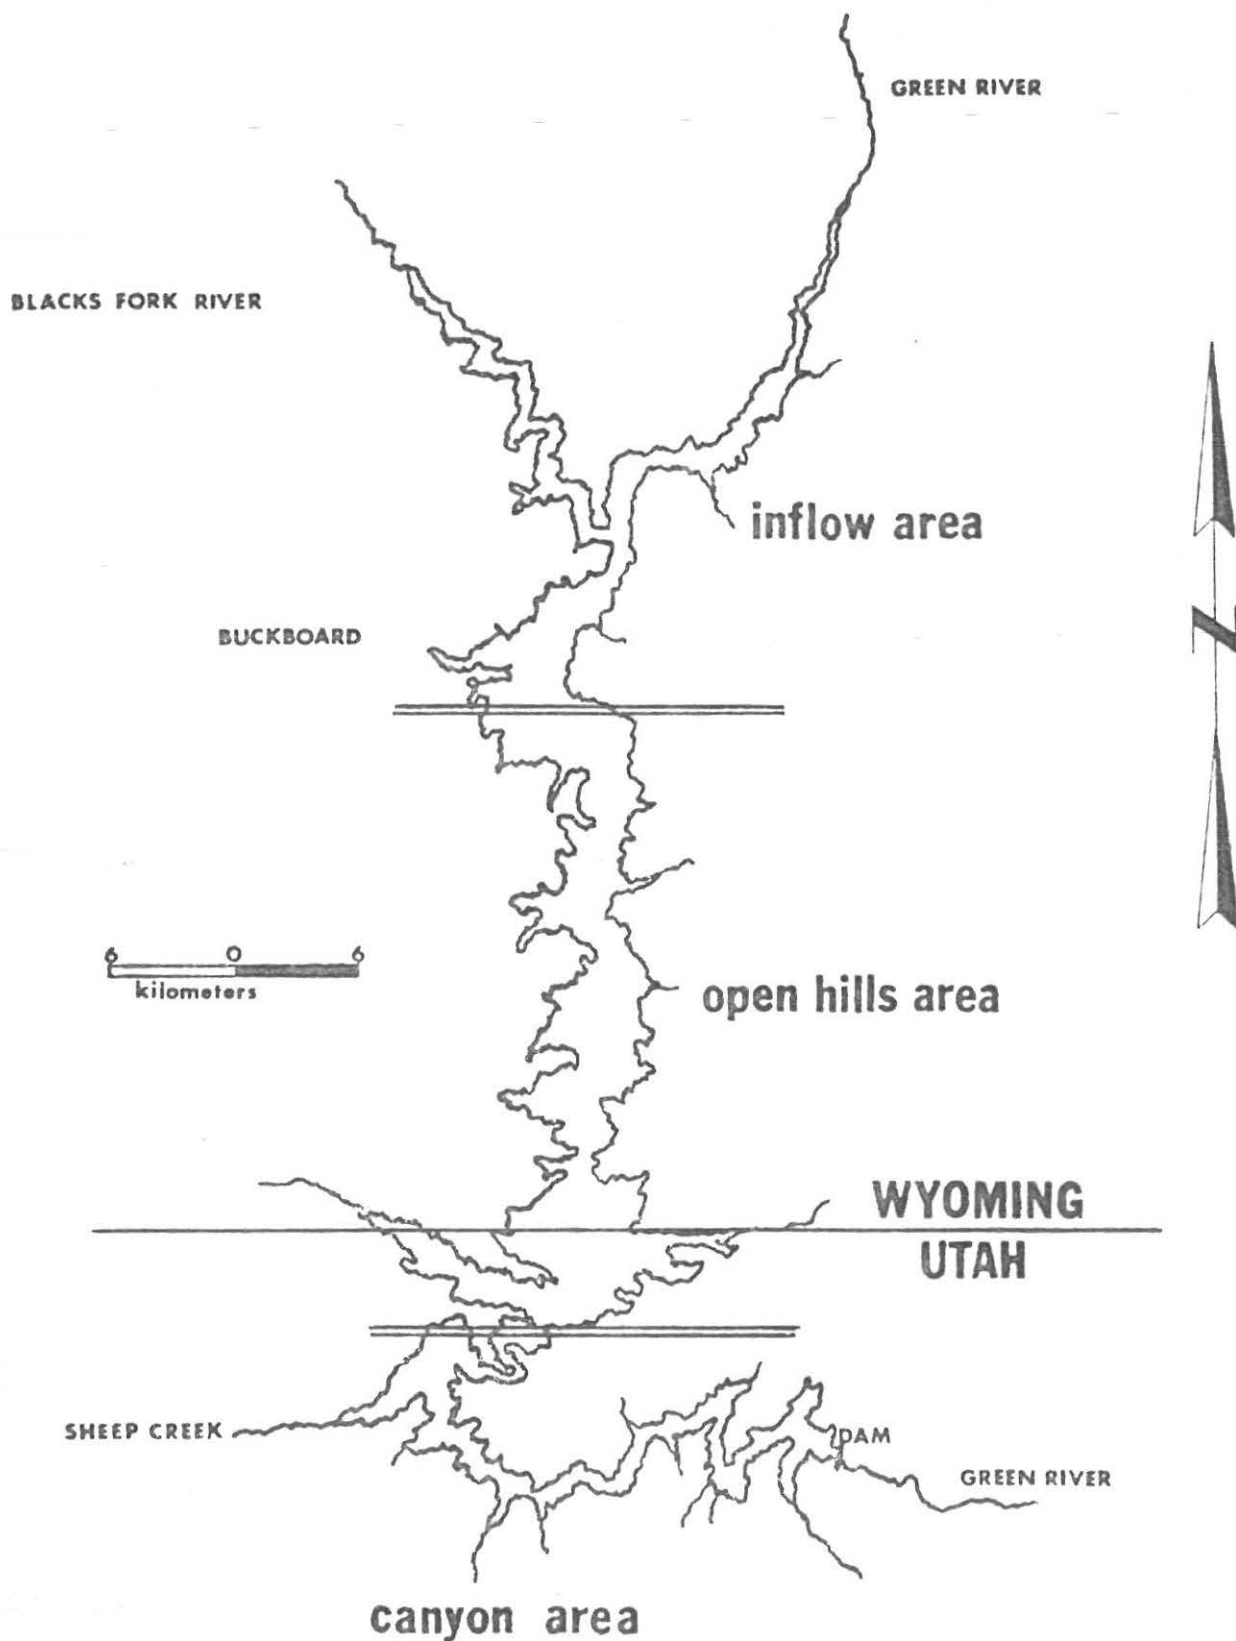 GREEN RIVER
BLACKS FORK RIVER
inflow area
N
BUCKBOARD
6 0 6
kilometers
open hills area
WYOMING
UTAH
SHEEP CREEK
DAM
GREEN RIVER
canyon area